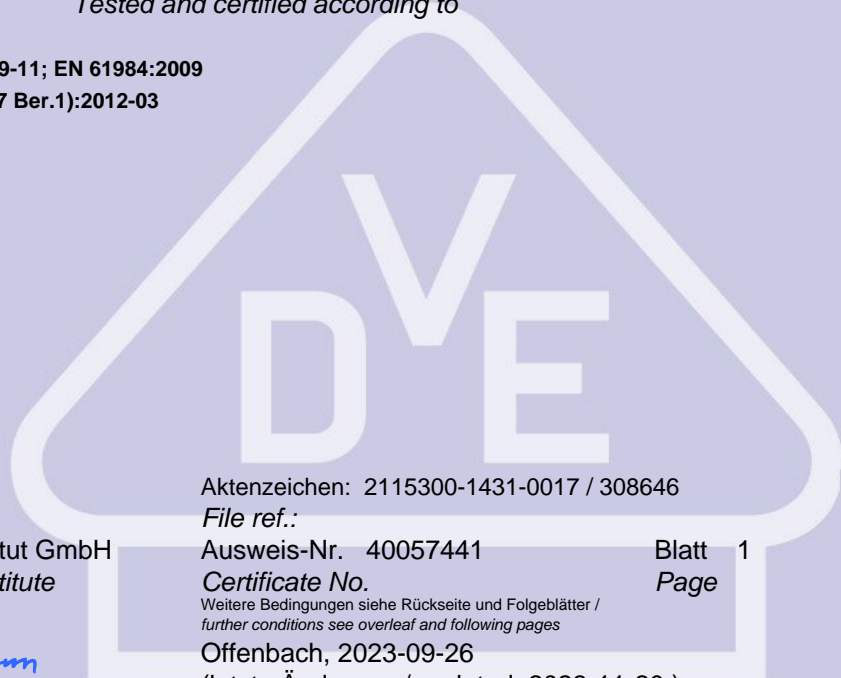 Tested and certified according to
9-11; EN 61984:2009
7 Ber.1):2012-03
VDE
Aktenzeichen: 2115300-1431-0017 / 308646
File ref.:
tut GmbH Ausweis-Nr. 40057441 Blatt 1
titute Certificate No. Page
Weitere Bedingungen siehe Rückseite und Folgeblätter /
further conditions see overleaf and following pages
Offenbach, 2023-09-26